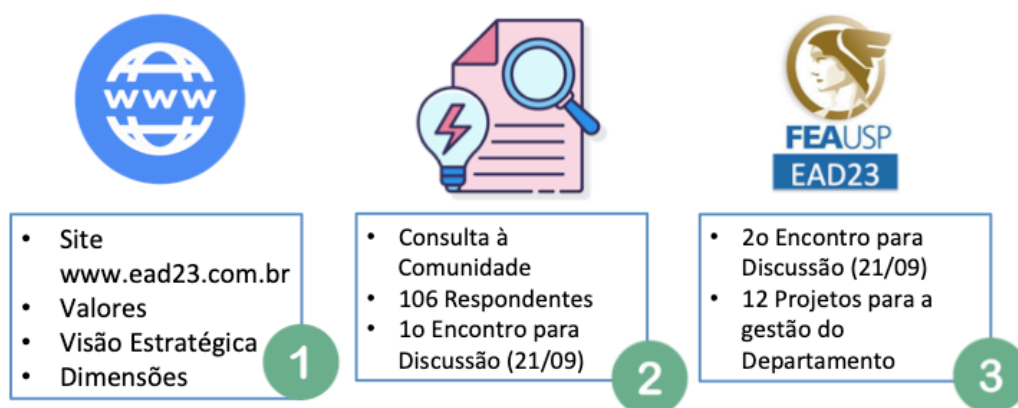 WWW
FEAUSP
EAD23
• Site
www.ead23.com.br
• Valores
• Visão Estratégica
• Dimensões
1
• Consulta à
Comunidade
• 106 Respondentes
• 1o Encontro para
Discussão (21/09)
2
• 2o Encontro para
Discussão (21/09)
• 12 Projetos para a
gestão do
Departamento
3